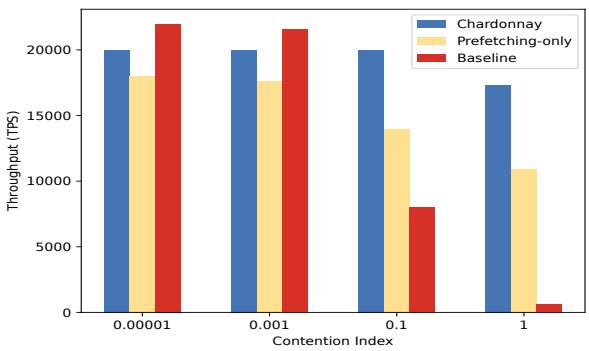 Chardonnay
Prefetching-only
Baseline
Throughput (TPS)
20000
15000
10000
5000
0
0.00001 0.001 0.1 1
Contention Index